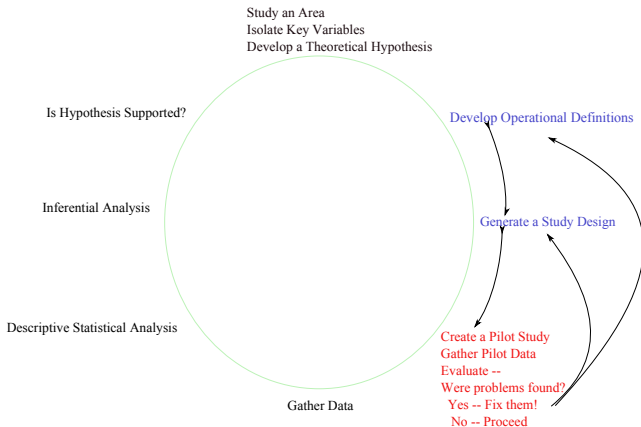 Study an Area
Isolate Key Variables
Develop a Theoretical Hypothesis
Is Hypothesis Supported?
Develop Operational Definitions
Inferential Analysis
Generate a Study Design
Descriptive Statistical Analysis
Create a Pilot Study
Gather Pilot Data
Evaluate --
Were problems found?
Yes -- Fix them!
No -- Proceed
Gather Data